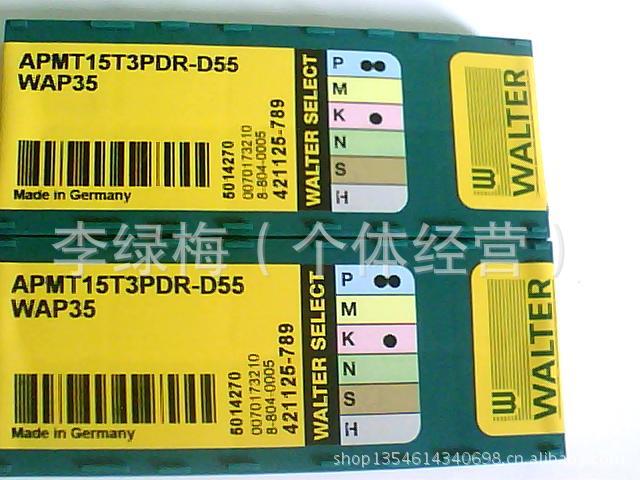 APMT15T3PDR-D55
WAP35
Made in Germany
5014270
0070173210
8-804-0005
421125-789
WALTER SELECT
P
M
K
N
S
H
WALTER
李绿梅（个体经营）
APMT15T3PDR-D55
WAP35
Made in Germany
5014270
0070173210
8-804-0005
421125-789
WALTER SELECT
P
M
K
N
S
H
WALTER
shop1354614340698.cn.alibaba.com